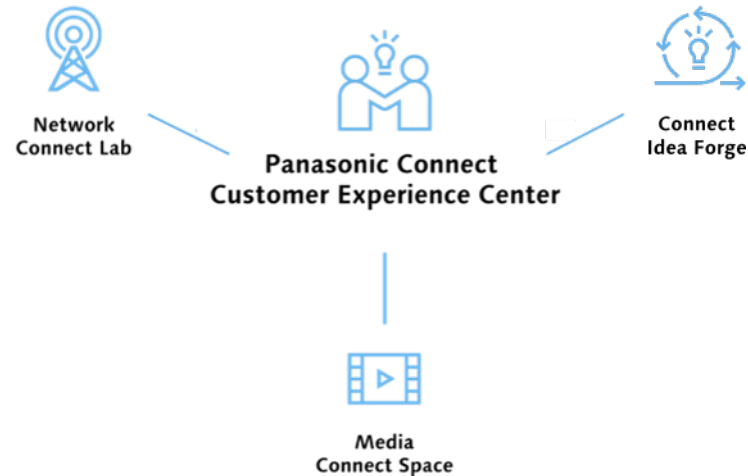 Network
Connect Lab
Panasonic Connect
Customer Experience Center
Connect
Idea Forge
Media
Connect Space